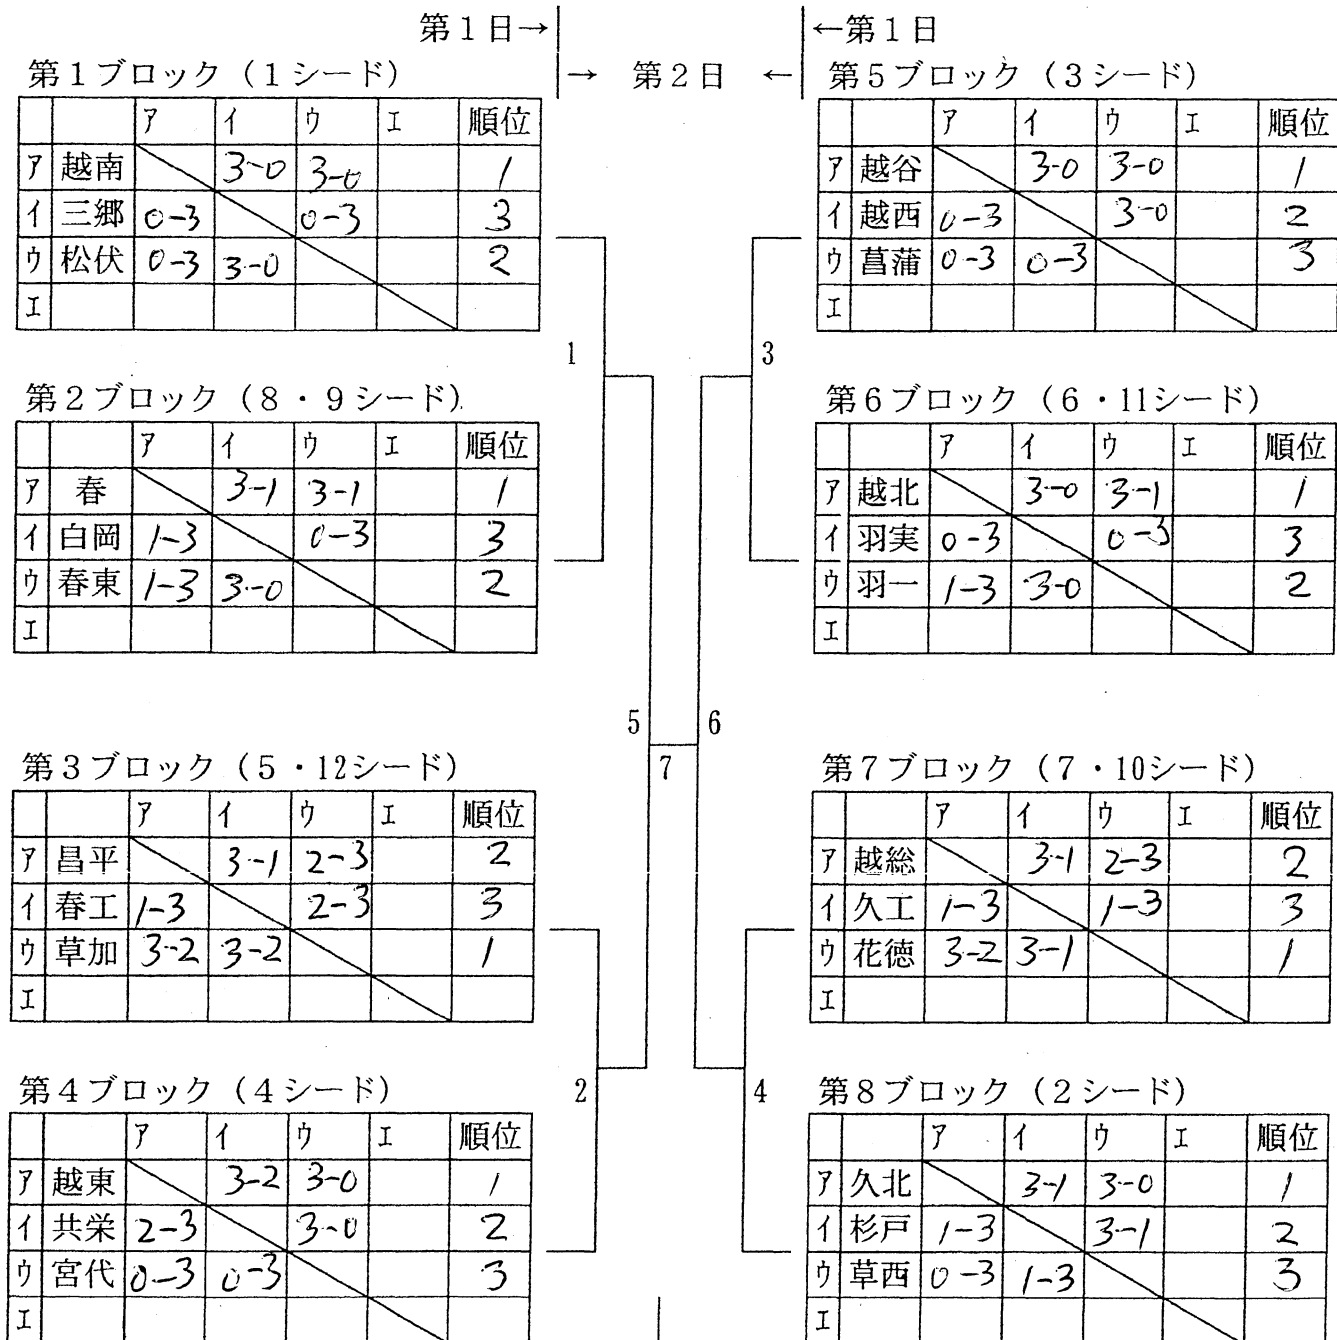 第１日→ ←第１日
→ 第２日 ←
第１ブロック（１シード）
ア イ ウ エ 順位
ア 越南 3-0 3-0 1
イ 三郷 0-3 0-3 3
ウ 松伏 0-3 3-0 2
エ
第２ブロック（８・９シード）
ア イ ウ エ 順位
ア 春 3-1 3-1 1
イ 白岡 1-3 0-3 3
ウ 春東 1-3 3-0 2
エ
第３ブロック（５・12シード）
ア イ ウ エ 順位
ア 昌平 3-1 2-3 2
イ 春工 1-3 2-3 3
ウ 草加 3-2 3-2 1
エ
第４ブロック（４シード）
ア イ ウ エ 順位
ア 越東 3-2 3-0 1
イ 共栄 2-3 3-0 2
ウ 宮代 0-3 0-3 3
エ
1
2
5
7
6
3
4
第５ブロック（３シード）
ア イ ウ エ 順位
ア 越谷 3-0 3-0 1
イ 越西 0-3 3-0 2
ウ 菖蒲 0-3 0-3 3
エ
第６ブロック（６・11シード）
ア イ ウ エ 順位
ア 越北 3-0 3-1 1
イ 羽実 0-3 0-3 3
ウ 羽一 1-3 3-0 2
エ
第７ブロック（７・10シード）
ア イ ウ エ 順位
ア 越総 3-1 2-3 2
イ 久工 1-3 1-3 3
ウ 花徳 3-2 3-1 1
エ
第８ブロック（２シード）
ア イ ウ エ 順位
ア 久北 3-1 3-0 1
イ 杉戸 1-3 3-1 2
ウ 草西 0-3 1-3 3
エ